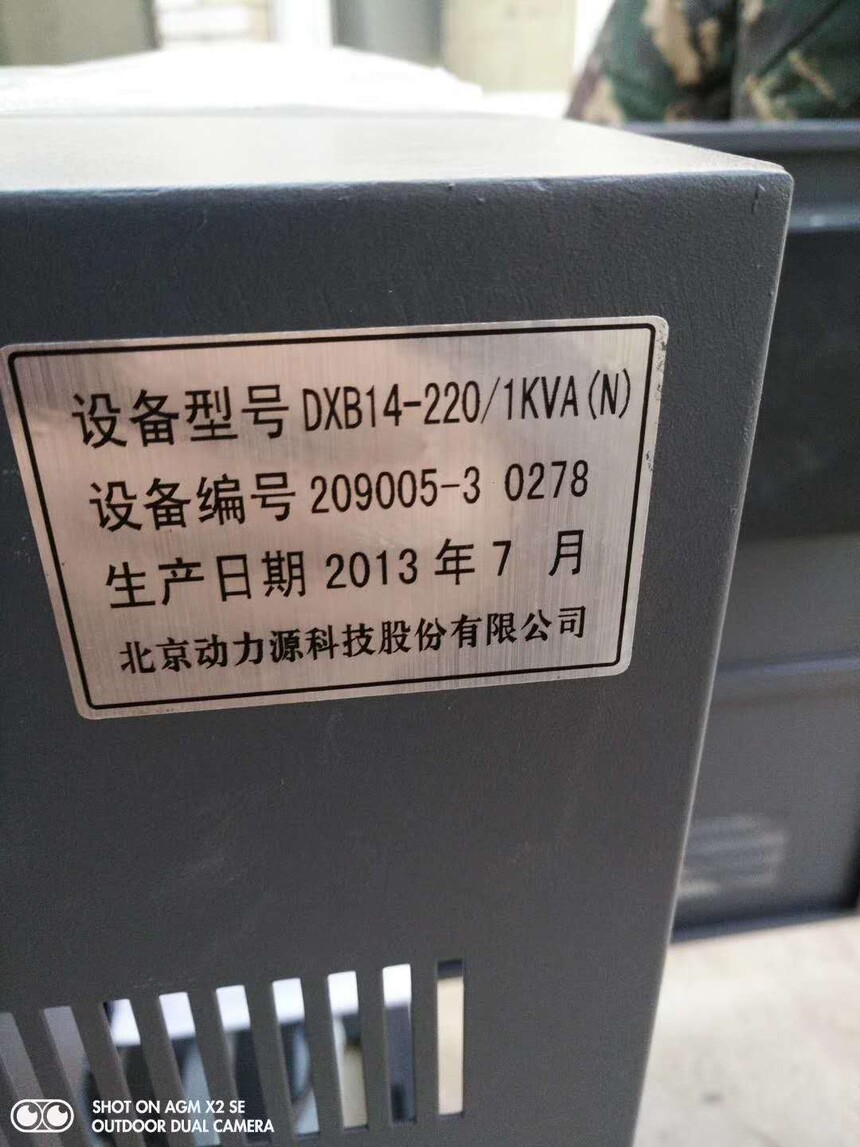 设备型号 DXB14-220/1KVA(N)
设备编号 209005-3 0278
生产日期 2013 年 7 月
北京动力源科技股份有限公司
SHOT ON AGM X2 SE
OUTDOOR DUAL CAMERA